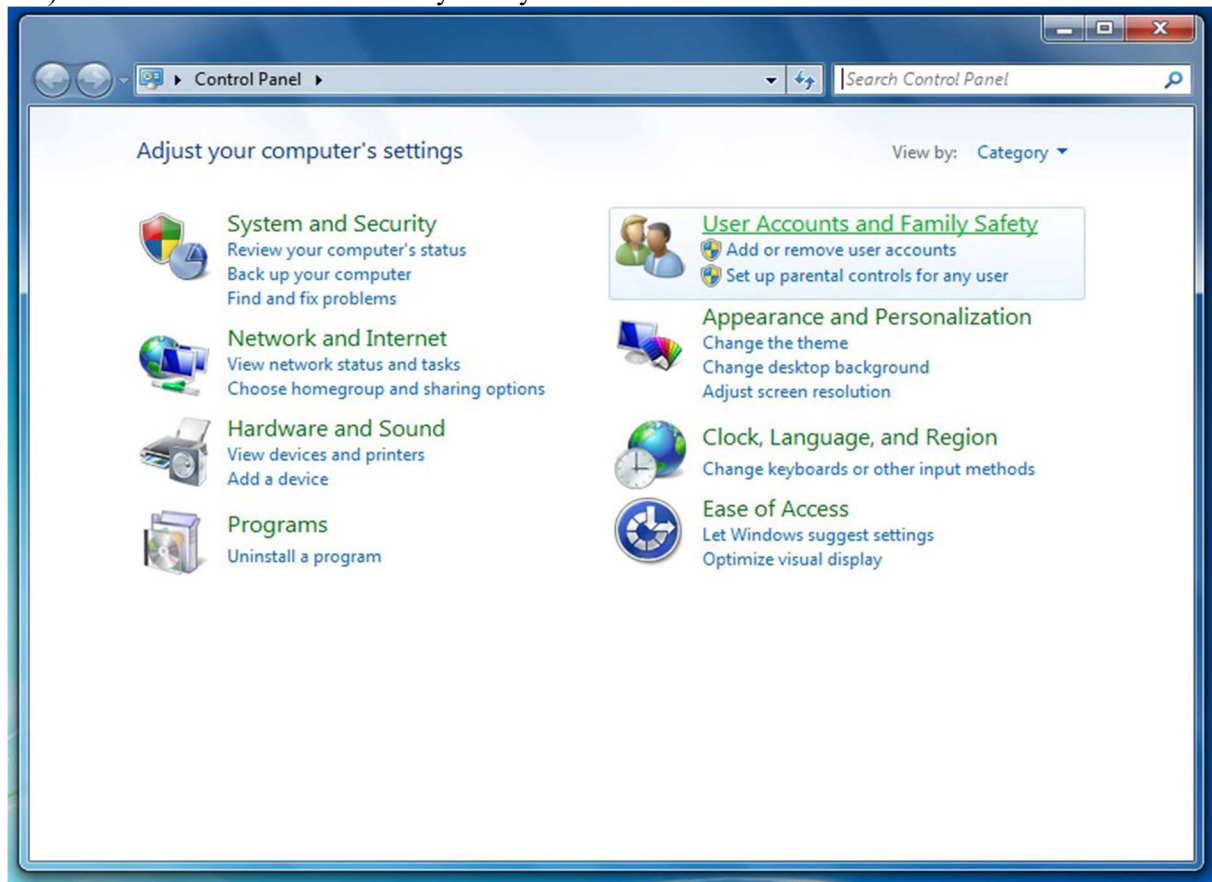 Control Panel
Search Control Panel
Adjust your computer's settings
View by: Category
System and Security
Review your computer's status
Back up your computer
Find and fix problems
Network and Internet
View network status and tasks
Choose homegroup and sharing options
Hardware and Sound
View devices and printers
Add a device
Programs
Uninstall a program
User Accounts and Family Safety
Add or remove user accounts
Set up parental controls for any user
Appearance and Personalization
Change the theme
Change desktop background
Adjust screen resolution
Clock, Language, and Region
Change keyboards or other input methods
Ease of Access
Let Windows suggest settings
Optimize visual display